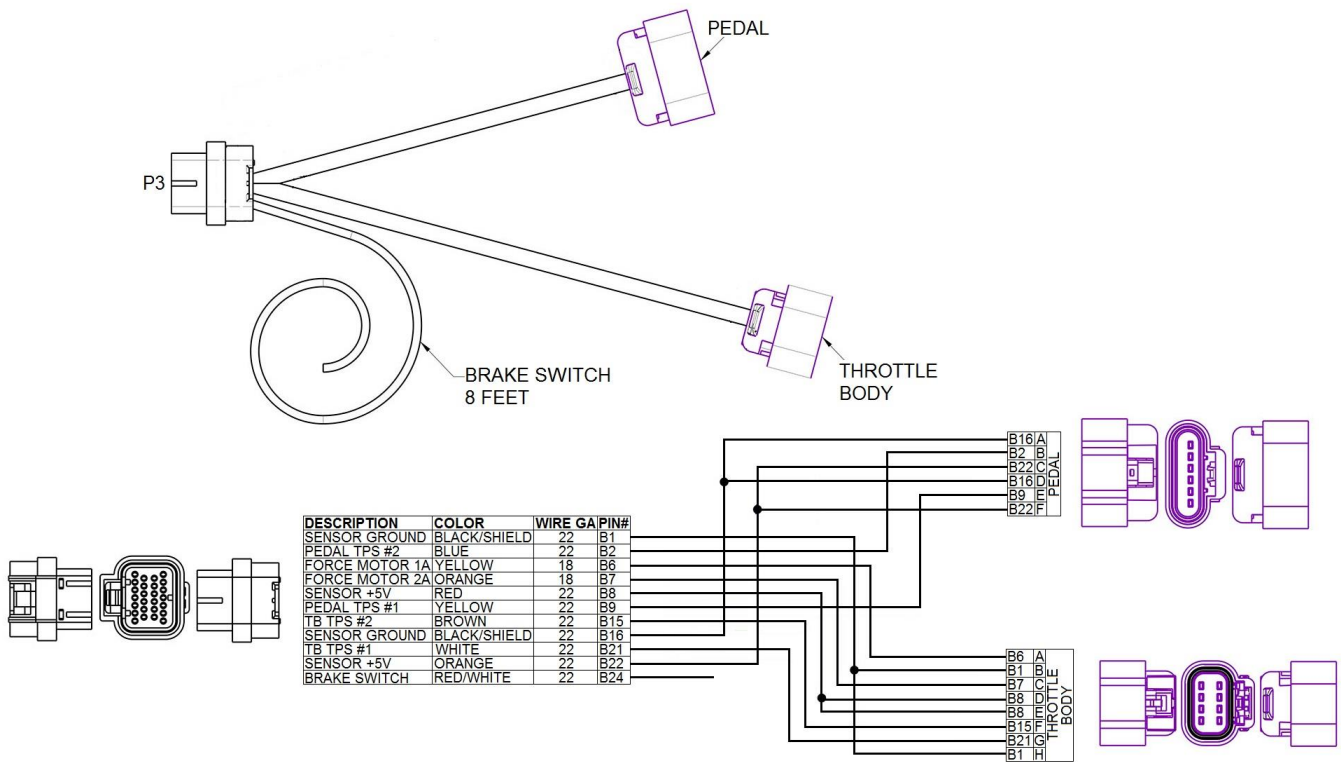 PEDAL
P3
BRAKE SWITCH
8 FEET
THROTTLE
BODY
DESCRIPTION COLOR WIRE GA PIN#
SENSOR GROUND BLACK/SHIELD 22 B1
PEDAL TPS #2 BLUE 22 B2
FORCE MOTOR 1A YELLOW 18 B6
FORCE MOTOR 2A ORANGE 18 B7
SENSOR +5V RED 22 B8
PEDAL TPS #1 YELLOW 22 B9
TB TPS #2 BROWN 22 B15
SENSOR GROUND BLACK/SHIELD 22 B16
TB TPS #1 WHITE 22 B21
SENSOR +5V ORANGE 22 B22
BRAKE SWITCH RED/WHITE 22 B24
B16 A
B2 B
B22 C
B16 D
B9 E
B22 F
PEDAL
B6 A
B1 B
B7 C
B8 D
B8 E
B15 F
B21 G
B1 H
THROTTLE
BODY